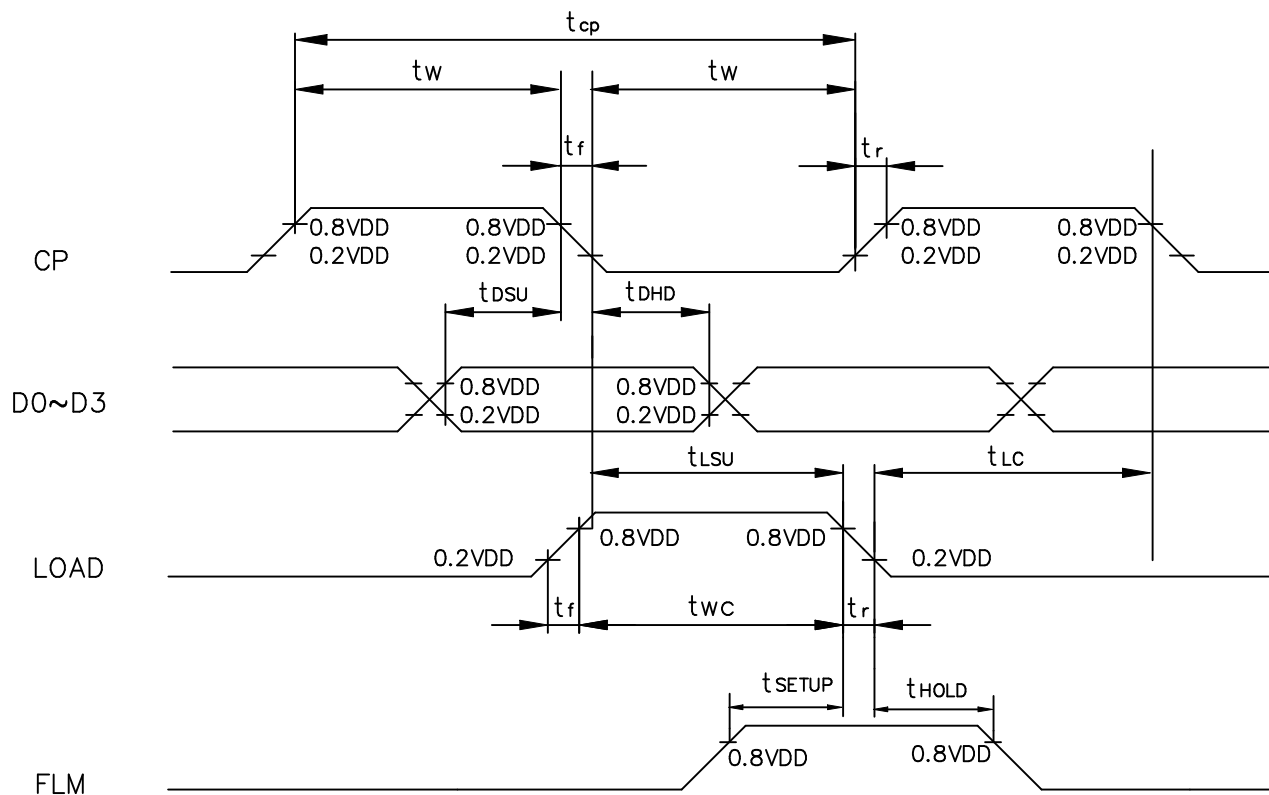 tcp
tw tw
tf tr
CP 0.8VDD 0.8VDD 0.8VDD 0.8VDD
0.2VDD 0.2VDD 0.2VDD 0.2VDD
tDSU tDHD
D0~D3 0.8VDD 0.8VDD
0.2VDD 0.2VDD
tLSU tLC
0.8VDD 0.8VDD
LOAD 0.2VDD 0.2VDD
tf twc tr
tSETUP tHOLD
0.8VDD 0.8VDD
FLM